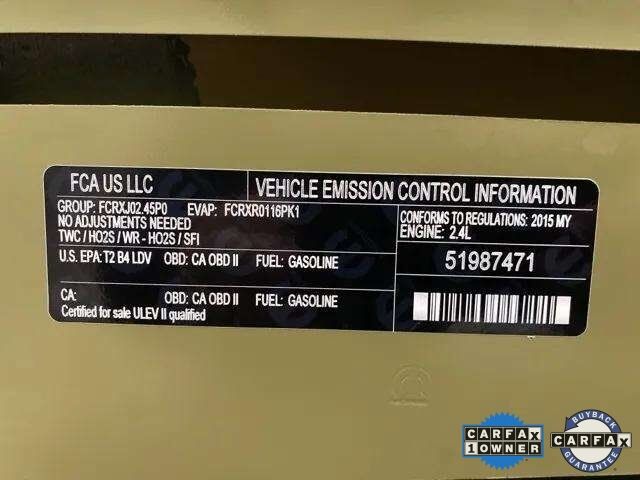 FCA US LLC
VEHICLE EMISSION CONTROL INFORMATION
GROUP: FCRXJ02.45P0 EVAP: FCRXR0116PK1
NO ADJUSTMENTS NEEDED
TWC / HO2S / WR - HO2S / SFI
CONFORMS TO REGULATIONS: 2015 MY
ENGINE: 2.4L
U.S. EPA: T2 B4 LDV OBD: CA OBD II FUEL: GASOLINE
51987471
CA: OBD: CA OBD II FUEL: GASOLINE
Certified for sale ULEV II qualified
CARFAX
1 OWNER
BUYBACK
CARFAX
GUARANTEE